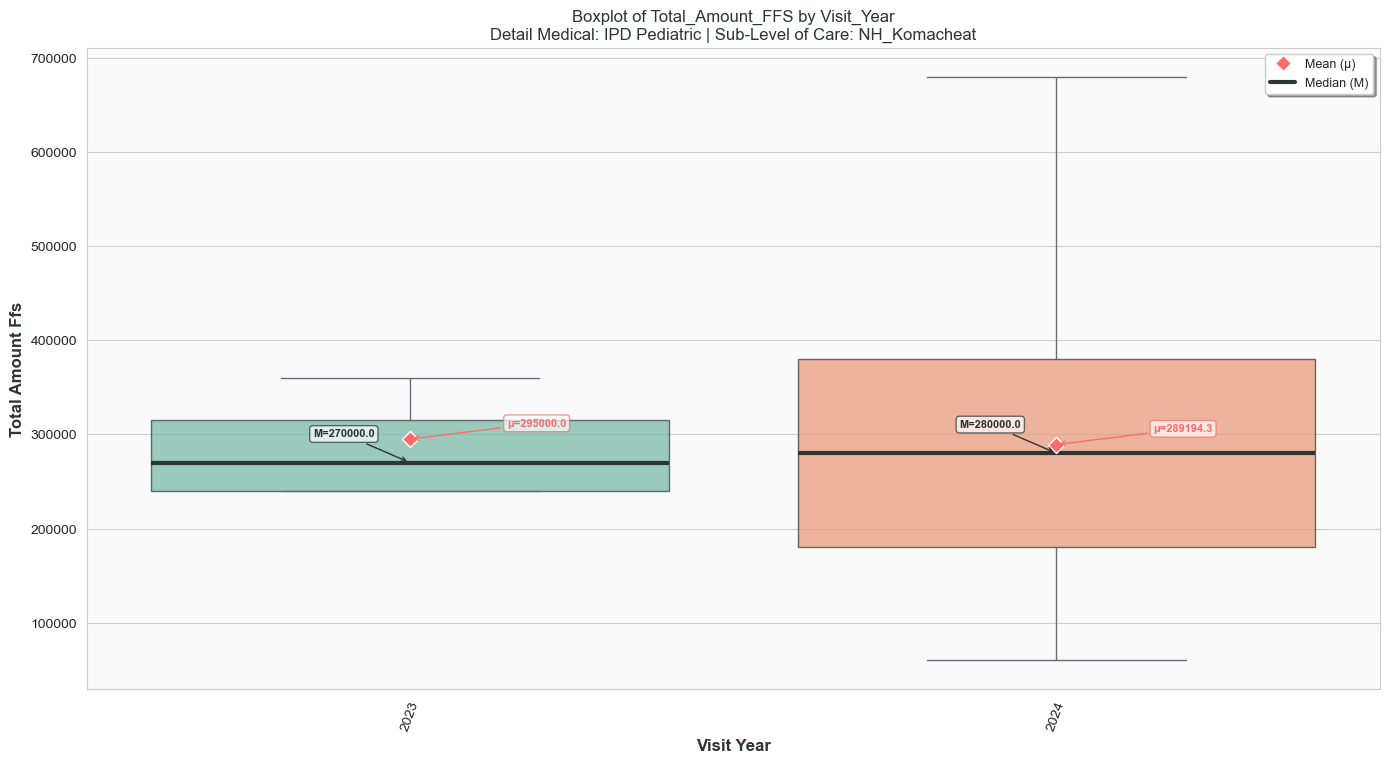 Boxplot of Total_Amount_FFS by Visit_Year
Detail Medical: IPD Pediatric | Sub-Level of Care: NH_Komacheat
Mean (μ)
Median (M)
Total Amount Ffs
700000
600000
500000
400000
300000
200000
100000
M=270000.0
μ=295000.0
M=280000.0
μ=289194.3
2023
2024
Visit Year